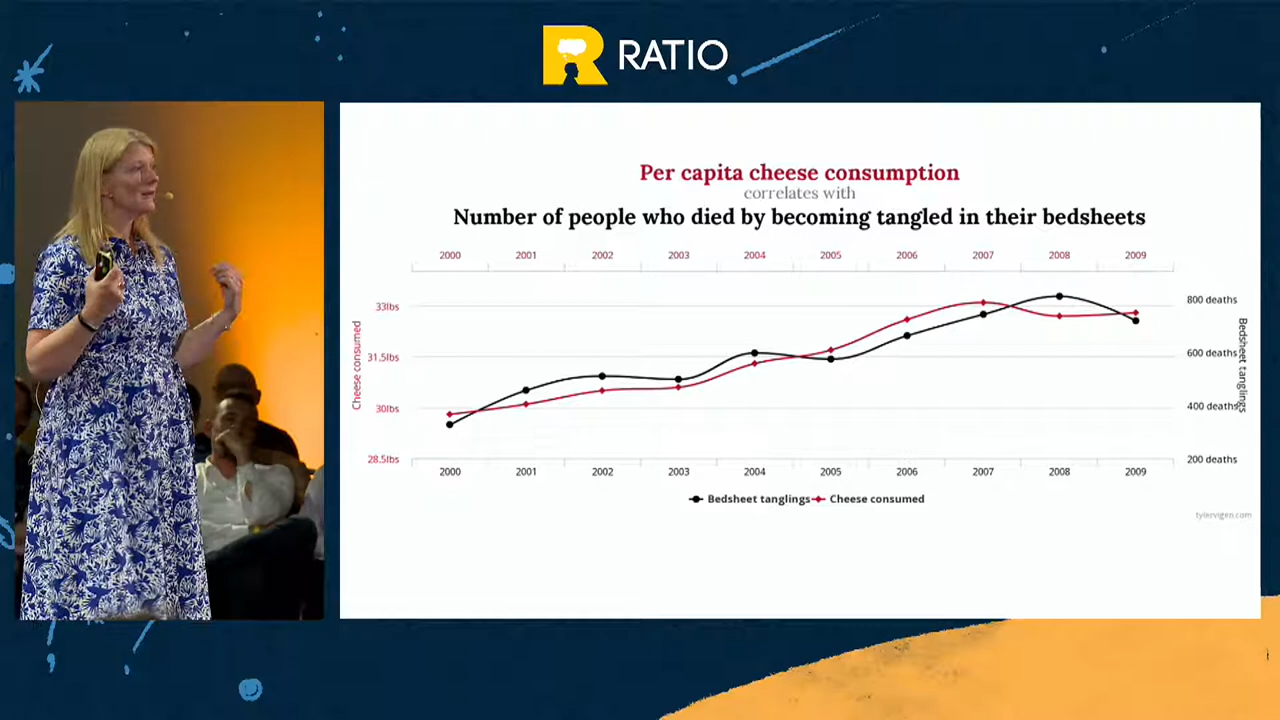 RATIO
Per capita cheese consumption
correlates with
Number of people who died by becoming tangled in their bedsheets
2000 2001 2002 2003 2004 2005 2006 2007 2008 2009
33lbs
31.5lbs
30lbs
28.5lbs
Cheese consumed
800 deaths
600 deaths
400 deaths
200 deaths
Bedsheet tanglings
2000 2001 2002 2003 2004 2005 2006 2007 2008 2009
Bedsheet tanglings Cheese consumed
tylervigen.com